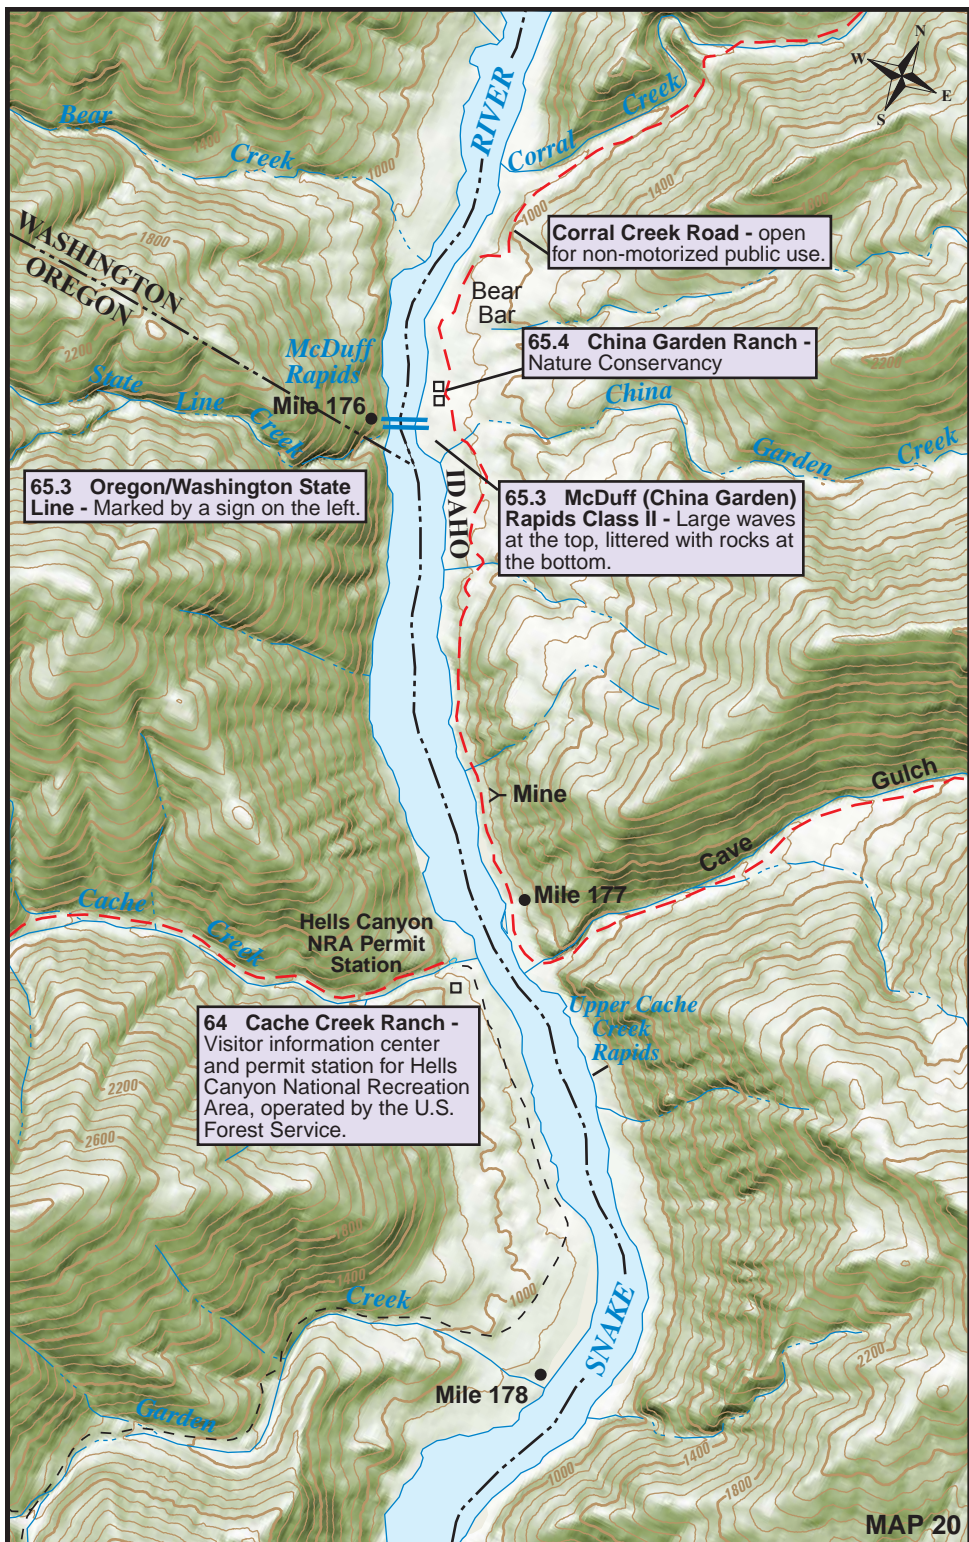 N
W
E
S
RIVER
Corral Creek
Bear Creek
1400
1000
1400
1000
1800
WASHINGTON
OREGON
Corral Creek Road - open
for non-motorized public use.
Bear
Bar
65.4 China Garden Ranch -
Nature Conservancy
2200
2200
McDuff
Rapids
Mile 176
State Line Creek
China Garden Creek
IDAHO
65.3 Oregon/Washington State
Line - Marked by a sign on the left.
65.3 McDuff (China Garden)
Rapids Class II - Large waves
at the top, littered with rocks at
the bottom.
Mine
Cave Gulch
Mile 177
Cache Creek
Hells Canyon
NRA Permit
Station
64 Cache Creek Ranch -
Visitor information center
and permit station for Hells
Canyon National Recreation
Area, operated by the U.S.
Forest Service.
Upper Cache
Creek
Rapids
2200
2600
1400
1000
SNAKE
Garden Creek
Mile 178
2200
1000
1400
1800
MAP 20